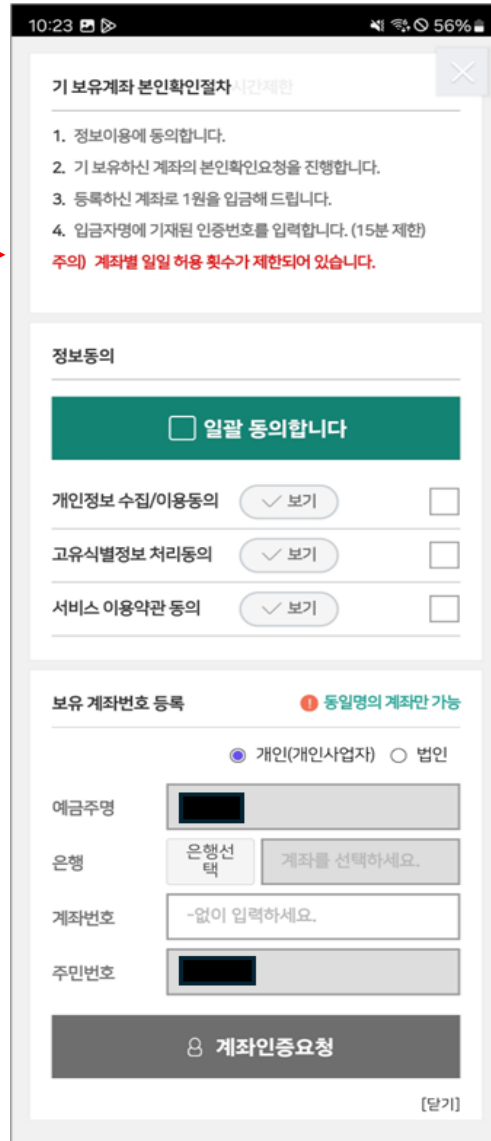 10:23 56%
기 보유계좌 본인확인절차 시간제한
1. 정보이용에 동의합니다.
2. 기 보유하신 계좌의 본인확인요청을 진행합니다.
3. 등록하신 계좌로 1원을 입금해 드립니다.
4. 입금자명에 기재된 인증번호를 입력합니다. (15분 제한)
주의) 계좌별 일일 허용 횟수가 제한되어 있습니다.
정보동의
일괄 동의합니다
개인정보 수집/이용동의 보기
고유식별정보 처리동의 보기
서비스 이용약관 동의 보기
보유 계좌번호 등록 동일명의 계좌만 가능
개인(개인사업자) 법인
예금주명
은행 은행선
택 계좌를 선택하세요.
계좌번호 -없이 입력하세요.
주민번호
계좌인증요청
[닫기]